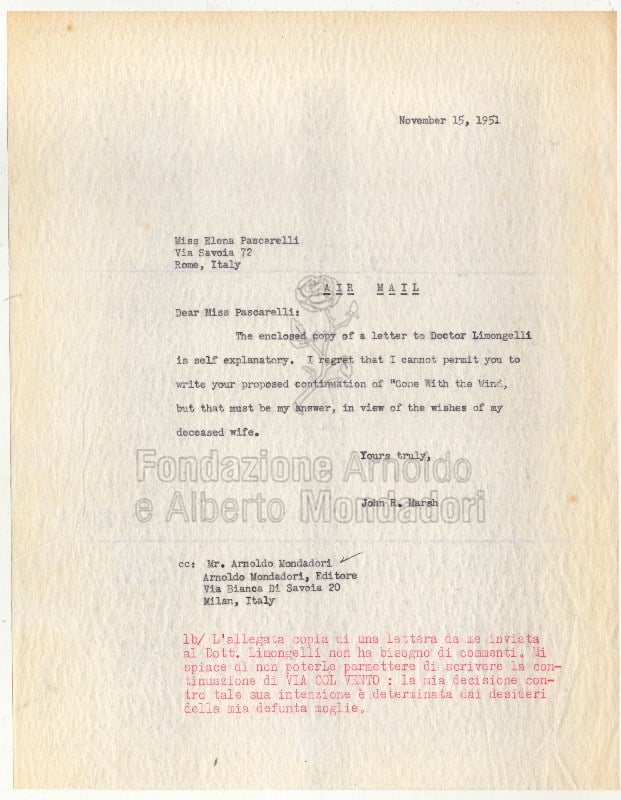 November 15, 1951
Miss Elena Pascarelli
Via Savoia 72
Rome, Italy
AIR MAIL
Dear Miss Pascarelli:
The enclosed copy of a letter to Doctor Limongelli
is self explanatory. I regret that I cannot permit you to
write your proposed continuation of "Gone With the Wind,
but that must be my answer, in view of the wishes of my
deceased wife.
Yours truly,
Fondazione Arnoldo
e Alberto Mondadori
John R. Marsh
cc: Mr. Arnoldo Mondadori
Arnoldo Mondadori, Editore
Via Bianca Di Savoia 20
Milan, Italy
lb/ L'allegata copia di una lettera da me inviata
al Dott. Limongelli non ha bisogno di commenti. Mi
spiace di non poterLe parmettere di scrivere la con-
tinuazione di VIA COL VENTO : la mia decisione con-
tro tale sua intenzione è determinata dai desideri
della mia defunta moglie.